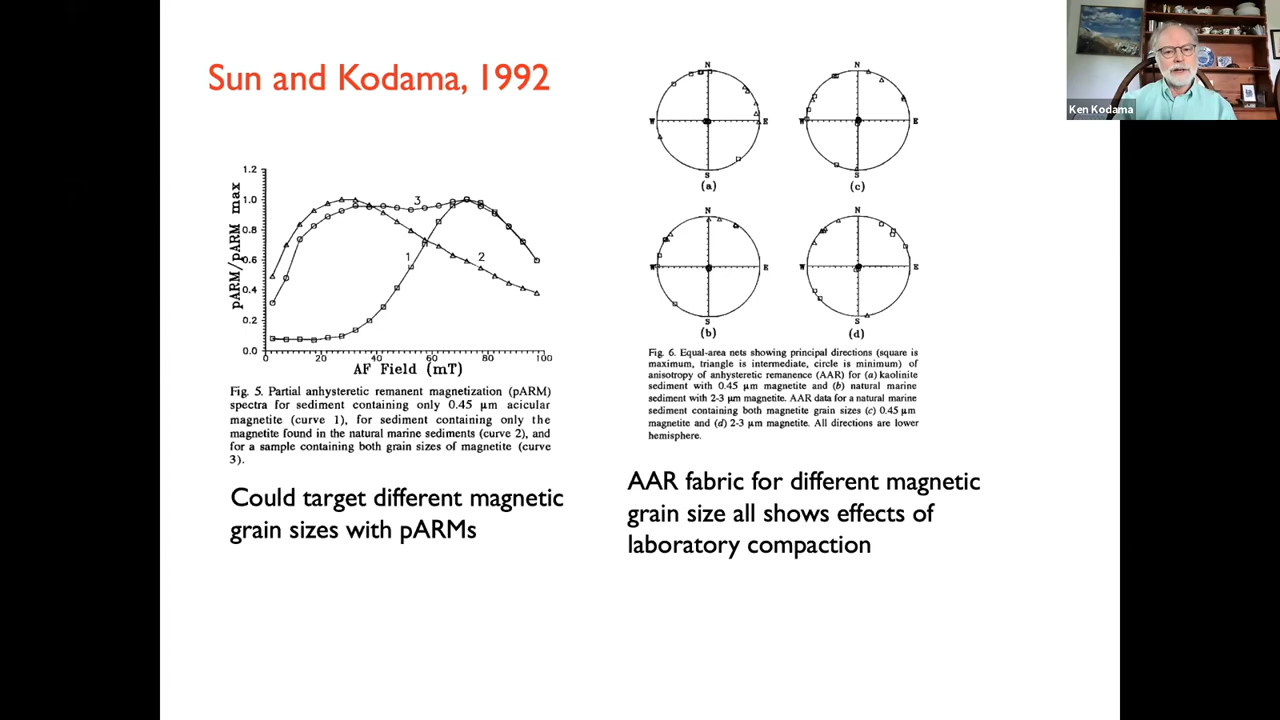 Sun and Kodama, 1992
Ken Kodama
pARM/pARM max
1.2
1.0
0.8
0.6
0.4
0.2
0.0
0
20
40
60
80
100
1
2
3
AF Field (mT)
Fig. 5. Partial anhysteretic remanent magnetization (pARM)
spectra for sediment containing only 0.45 μm acicular
magnetite (curve 1), for sediment containing only the
magnetite found in the natural marine sediments (curve 2), and
for a sample containing both grain sizes of magnetite (curve
3).
Could target different magnetic
grain sizes with pARMs
N
W
E
S
(a)
N
W
E
S
(c)
N
W
E
S
(b)
N
W
E
S
(d)
Fig. 6. Equal-area nets showing principal directions (square is
maximum, triangle is intermediate, circle is minimum) of
anisotropy of anhysteretic remanence (AAR) for (a) kaolinite
sediment with 0.45 μm magnetite and (b) natural marine
sediment with 2-3 μm magnetite. AAR data for a natural marine
sediment containing both magnetite grain sizes (c) 0.45 μm
magnetite and (d) 2-3 μm magnetite. All directions are lower
hemisphere.
AAR fabric for different magnetic
grain size all shows effects of
laboratory compaction